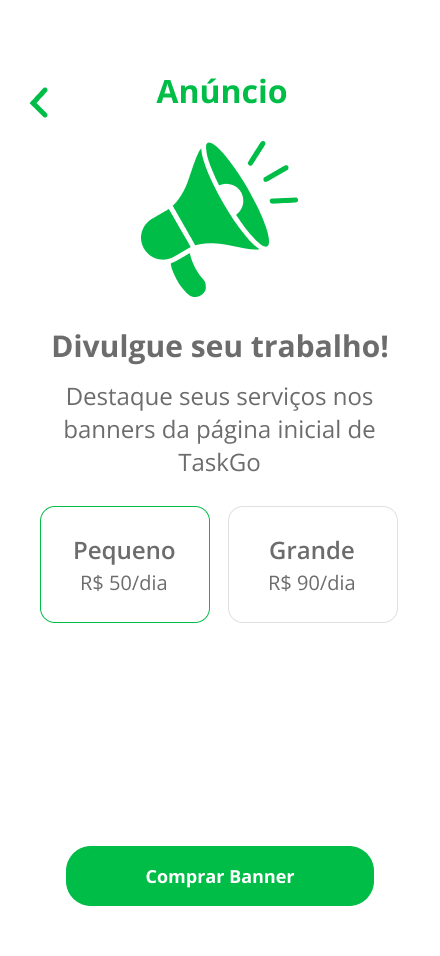 Anúncio
Divulgue seu trabalho!
Destaque seus serviços nos
banners da página inicial de
TaskGo
Pequeno
R$ 50/dia
Grande
R$ 90/dia
Comprar Banner